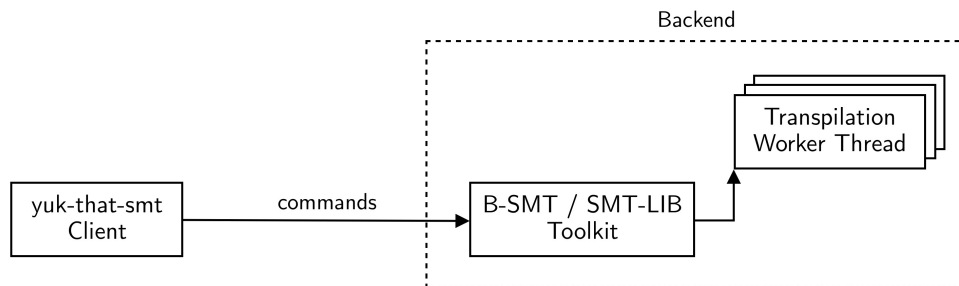 Backend
Transpilation
Worker Thread
yuk-that-smt
Client
commands
B-SMT / SMT-LIB
Toolkit